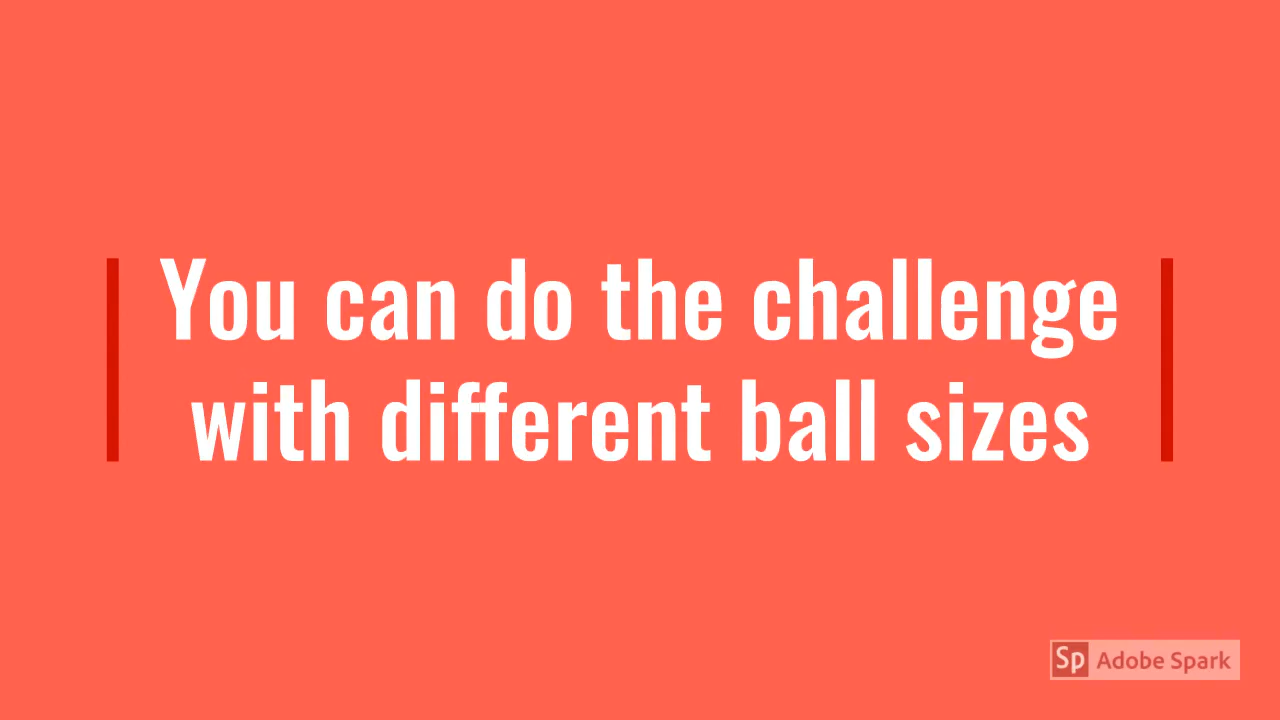 You can do the challenge
with different ball sizes
Sp Adobe Spark